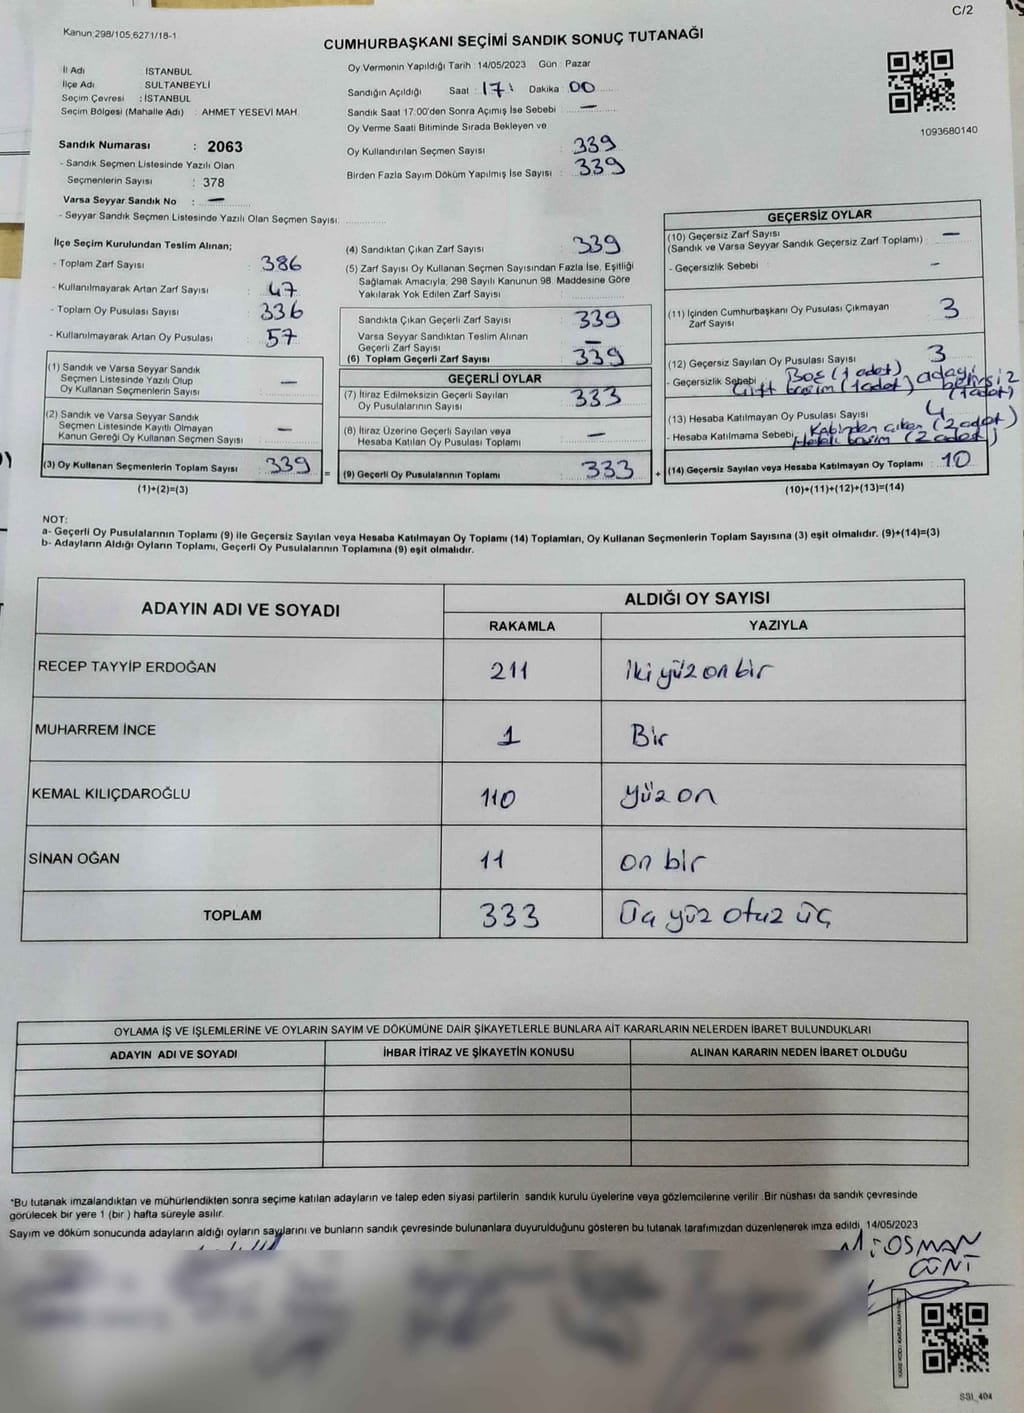 C/2
Kanun:298/105,6271/18-1
CUMHURBAŞKANI SEÇİMİ SANDIK SONUÇ TUTANAĞI
İl Adı : İSTANBUL
İlçe Adı : SULTANBEYLİ
Seçim Çevresi : İSTANBUL
Seçim Bölgesi (Mahalle Adı) : AHMET YESEVİ MAH.
Oy Vermenin Yapıldığı Tarih : 14/05/2023 Gün : Pazar
Sandığın Açıldığı Saat : 17: Dakika : 00
Sandık Saat 17:00'den Sonra Açımış İse Sebebi : —
Oy Verme Saati Bitiminde Sırada Bekleyen ve
Oy Kullandırılan Seçmen Sayısı : 339
Birden Fazla Sayım Döküm Yapılmış İse Sayısı : 339
1093680140
Sandık Numarası : 2063
- Sandık Seçmen Listesinde Yazılı Olan
Seçmenlerin Sayısı : 378
Varsa Seyyar Sandık No : —
- Seyyar Sandık Seçmen Listesinde Yazılı Olan Seçmen Sayısı:
İlçe Seçim Kurulundan Teslim Alınan;
- Toplam Zarf Sayısı : 386
- Kullanılmayarak Artan Zarf Sayısı : 47
- Toplam Oy Pusulası Sayısı : 336
- Kullanılmayarak Artan Oy Pusulası : 57
(1) Sandık ve Varsa Seyyar Sandık
Seçmen Listesinde Yazılı Olup
Oy Kullanan Seçmenlerin Sayısı : —
(2) Sandık ve Varsa Seyyar Sandık
Seçmen Listesinde Kayıtlı Olmayan
Kanun Gereği Oy Kullanan Seçmen Sayısı : —
(3) Oy Kullanan Seçmenlerin Toplam Sayısı : 339 =
(1)+(2)=(3)
(4) Sandıktan Çıkan Zarf Sayısı : 339
(5) Zarf Sayısı Oy Kullanan Seçmen Sayısından Fazla İse, Eşitliği
Sağlamak Amacıyla; 298 Sayılı Kanunun 98. Maddesine Göre
Yakılarak Yok Edilen Zarf Sayısı :
Sandıkta Çıkan Geçerli Zarf Sayısı : 339
Varsa Seyyar Sandıktan Teslim Alınan
Geçerli Zarf Sayısı : —
(6) Toplam Geçerli Zarf Sayısı : 339
GEÇERLİ OYLAR
(7) İtiraz Edilmeksizin Geçerli Sayılan
Oy Pusulalarının Sayısı : 333
(8) İtiraz Üzerine Geçerli Sayılan veya
Hesaba Katılan Oy Pusulası Toplamı : —
(9) Geçerli Oy Pusulalarının Toplamı : 333 +
GEÇERSİZ OYLAR
(10) Geçersiz Zarf Sayısı
(Sandık ve Varsa Seyyar Sandık Geçersiz Zarf Toplamı) : —
- Geçersizlik Sebebi : -
(11) İçinden Cumhurbaşkanı Oy Pusulası Çıkmayan
Zarf Sayısı : 3
(12) Geçersiz Sayılan Oy Pusulası Sayısı : 3
- Geçersizlik Sebebi : Boş (1 adet)
Çift basım (1 adet) adayı belirsiz (1 adet)
(13) Hesaba Katılmayan Oy Pusulası Sayısı : 4
- Hesaba Katılmama Sebebi: Kabinden çıkan (2 adet)
Hatalı basım (2 adet)
(14) Geçersiz Sayılan veya Hesaba Katılmayan Oy Toplamı : 10
(10)+(11)+(12)+(13)=(14)
NOT:
a- Geçerli Oy Pusulalarının Toplamı (9) ile Geçersiz Sayılan veya Hesaba Katılmayan Oy Toplamı (14) Toplamları, Oy Kullanan Seçmenlerin Toplam Sayısına (3) eşit olmalıdır. (9)+(14)=(3)
b- Adayların Aldığı Oyların Toplamı, Geçerli Oy Pusulalarının Toplamına (9) eşit olmalıdır.
ADAYIN ADI VE SOYADI
ALDIĞI OY SAYISI
RAKAMLA YAZIYLA
RECEP TAYYİP ERDOĞAN 211 İki yüz on bir
MUHARREM İNCE 1 Bir
KEMAL KILIÇDAROĞLU 110 yüz on
SİNAN OĞAN 11 on bir
TOPLAM 333 Üç yüz otuz üç
OYLAMA İŞ VE İŞLEMLERİNE VE OYLARIN SAYIM VE DÖKÜMÜNE DAİR ŞİKAYETLERLE BUNLARA AİT KARARLARIN NELERDEN İBARET BULUNDUKLARI
ADAYIN ADI VE SOYADI İHBAR İTİRAZ VE ŞİKAYETİN KONUSU ALINAN KARARIN NEDEN İBARET OLDUĞU
*Bu tutanak imzalandıktan ve mühürlendikten sonra seçime katılan adayların ve talep eden siyasi partilerin sandık kurulu üyelerine veya gözlemcilerine verilir. Bir nüshası da sandık çevresinde
görülecek bir yere 1 (bir ) hafta süreyle asılır.
Sayım ve döküm sonucunda adayların aldığı oyların sayılarını ve bunların sandık çevresinde bulunanlara duyurulduğunu gösteren bu tutanak tarafımızdan düzenlenerek imza edildi. 14/05/2023
OSMAN